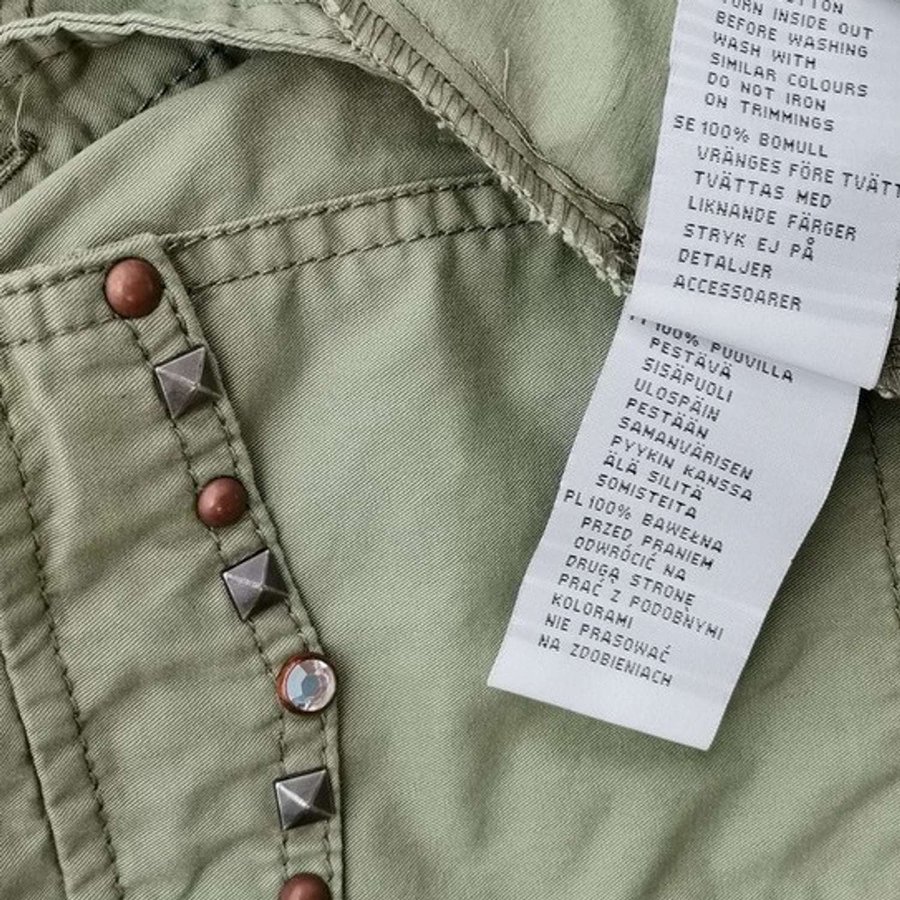 TURN INSIDE OUT
BEFORE WASHING
WASH WITH
SIMILAR COLOURS
DO NOT IRON
ON TRIMMINGS
SE 100% BOMULL
VRÄNGES FÖRE TVÄTT
TVÄTTAS MED
LIKNANDE FÄRGER
STRYK EJ PÅ
DETALJER
ACCESSOARER
100% PUUVILLA
PESTÄVÄ
SISÄPUOLI
ULOSPÄIN
PESTÄÄN
SAMANVÄRISEN
PYYKIN KANSSA
ÄLÄ SILITÄ
SOMISTEITA
PL 100% BAWEŁNA
PRZED PRANIEM
ODWRÓCIĆ NA
DRUGĄ STRONĘ
PRAĆ Z PODOBNYMI
KOLORAMI
NIE PRASOWAĆ
NA ZDOBIENIACH